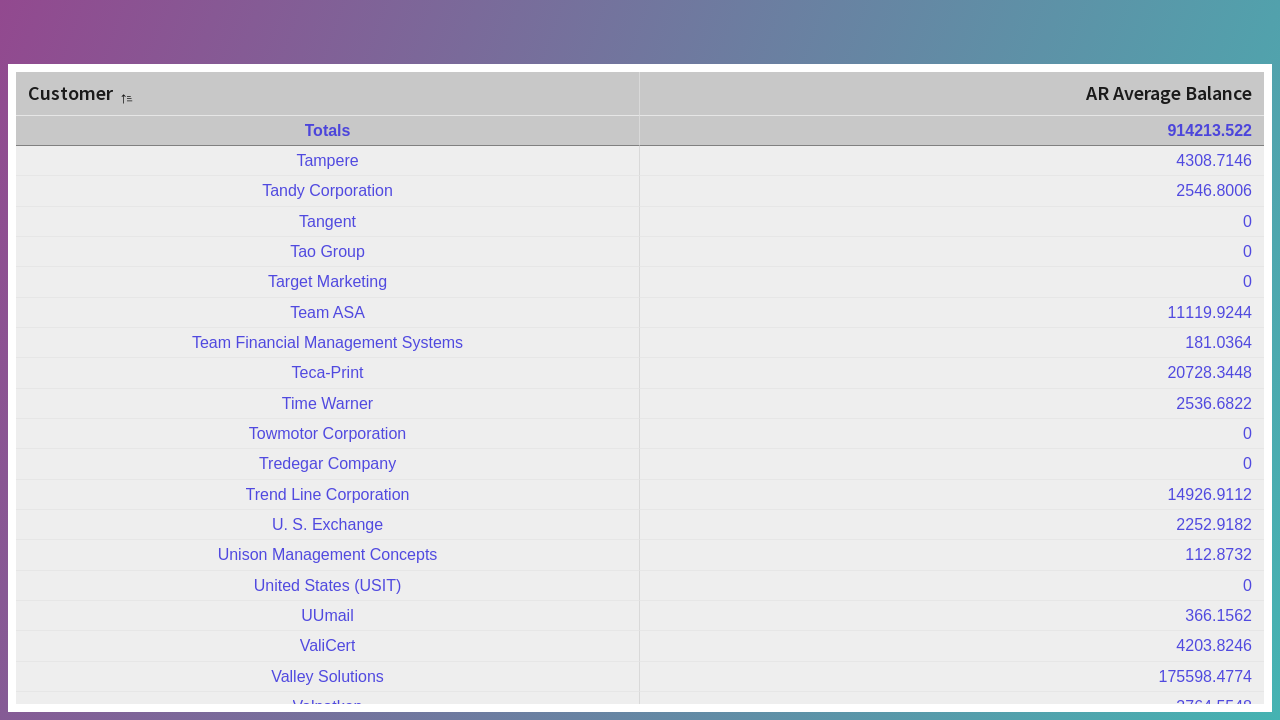 Customer AR Average Balance
Totals 914213.522
Tampere 4308.7146
Tandy Corporation 2546.8006
Tangent 0
Tao Group 0
Target Marketing 0
Team ASA 11119.9244
Team Financial Management Systems 181.0364
Teca-Print 20728.3448
Time Warner 2536.6822
Towmotor Corporation 0
Tredegar Company 0
Trend Line Corporation 14926.9112
U. S. Exchange 2252.9182
Unison Management Concepts 112.8732
United States (USIT) 0
UUmail 366.1562
ValiCert 4203.8246
Valley Solutions 175598.4774